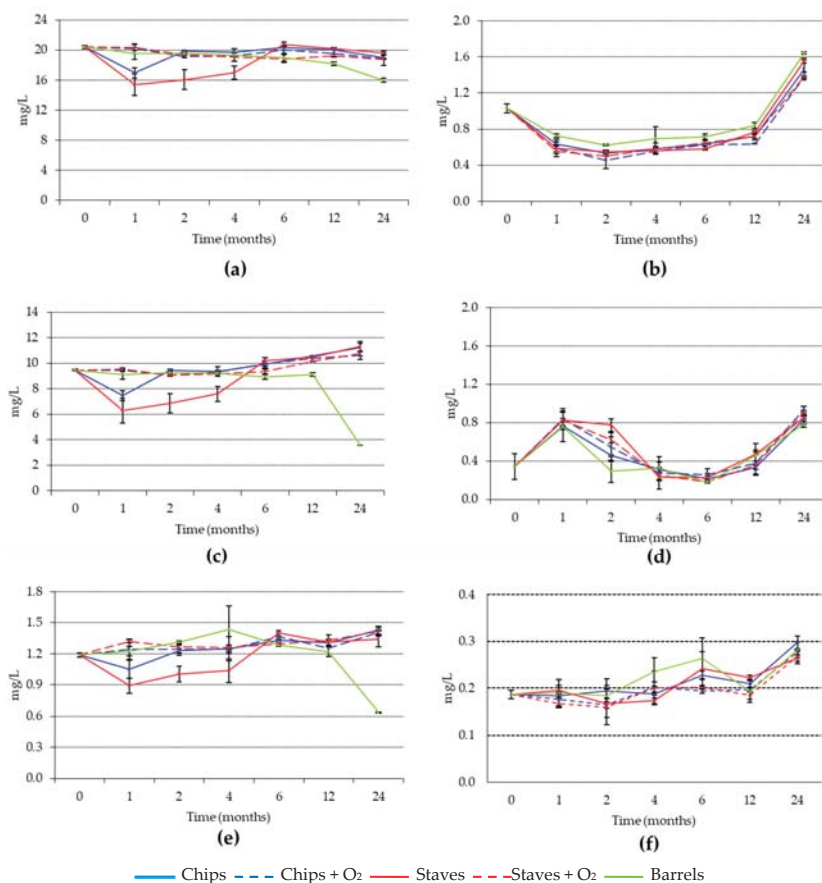 24
20
16
12
8
4
0
mg/L
0 1 2 4 6 12 24
Time (months)
(a)
2.0
1.6
1.2
0.8
0.4
0.0
mg/L
0 1 2 4 6 12 24
Time (months)
(b)
14
12
10
8
6
4
2
0
mg/L
0 1 2 4 6 12 24
Time (months)
(c)
2.0
1.6
1.2
0.8
0.4
0.0
mg/L
0 1 2 4 6 12 24
Time (months)
(d)
1.8
1.5
1.2
0.9
0.6
0.3
0.0
mg/L
0 1 2 4 6 12 24
Time (months)
(e)
0.4
0.3
0.2
0.1
0.0
mg/L
0 1 2 4 6 12 24
Time (months)
(f)
Chips Chips + O₂ Staves Staves + O₂ Barrels